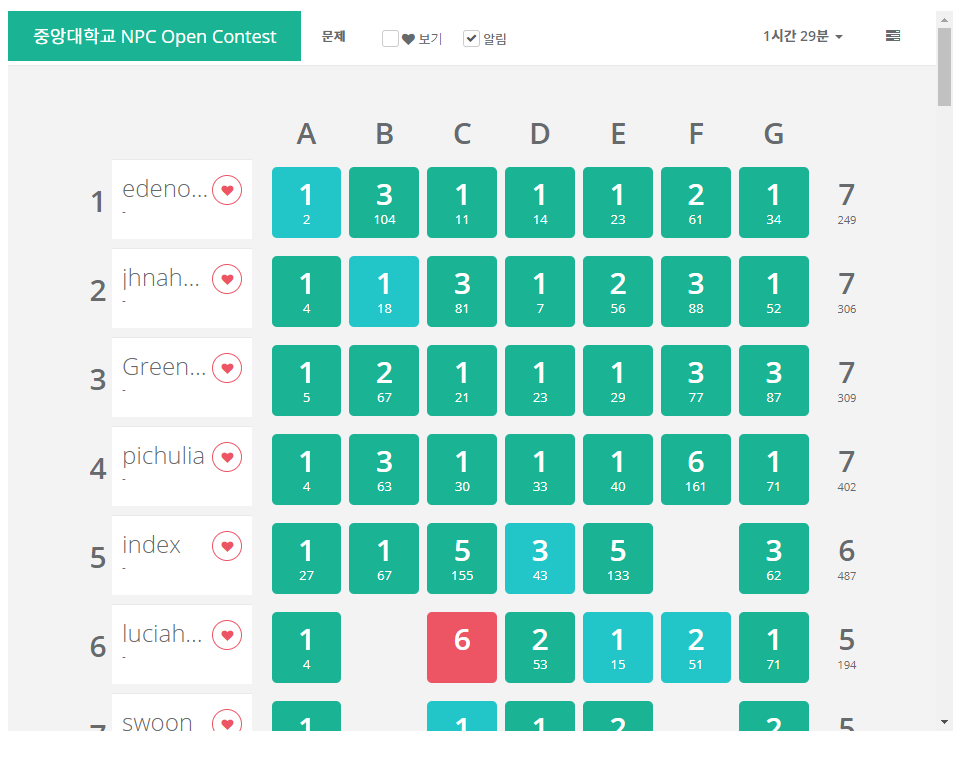 중앙대학교 NPC Open Contest 문제 보기 알림 1시간 29분
A B C D E F G
1 edeno... 1 3 1 1 1 2 1 7
- 2 104 11 14 23 61 34 249
2 jhnah... 1 1 3 1 2 3 1 7
- 4 18 81 7 56 88 52 306
3 Green... 1 2 1 1 1 3 3 7
- 5 67 21 23 29 77 87 309
4 pichulia 1 3 1 1 1 6 1 7
- 4 63 30 33 40 161 71 402
5 index 1 1 5 3 5 3 6
- 27 67 155 43 133 62 487
6 luciah... 1 6 2 1 2 1 5
- 4 53 15 51 71 194
7 swoon 1 1 1 2 2 5